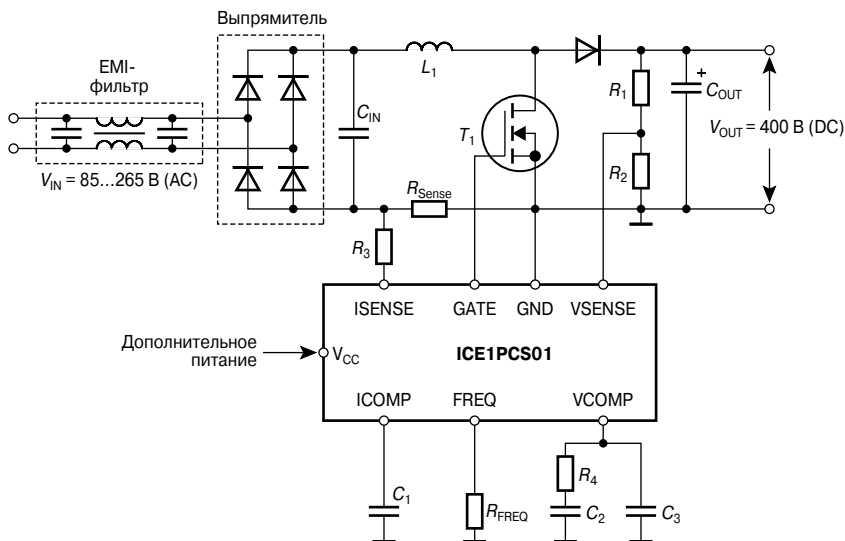 Выпрямитель
EMI-
фильтр
L1
CIN
T1
R1
COUT
+
VOUT = 400 В (DC)
R2
VIN = 85...265 В (AC)
RSense
R3
ISENSE GATE GND VSENSE
Дополнительное
питание
VCC
ICE1PCS01
ICOMP FREQ VCOMP
C1
RFREQ
R4
C2
C3